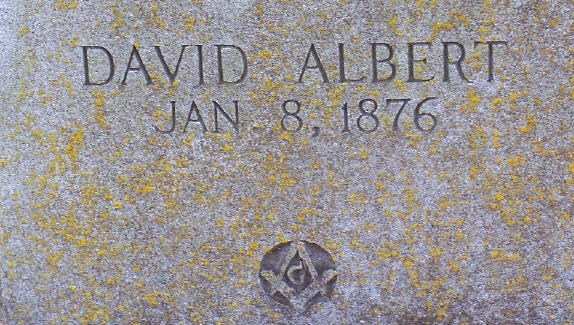 DAVID ALBERT
JAN. 8, 1876
G